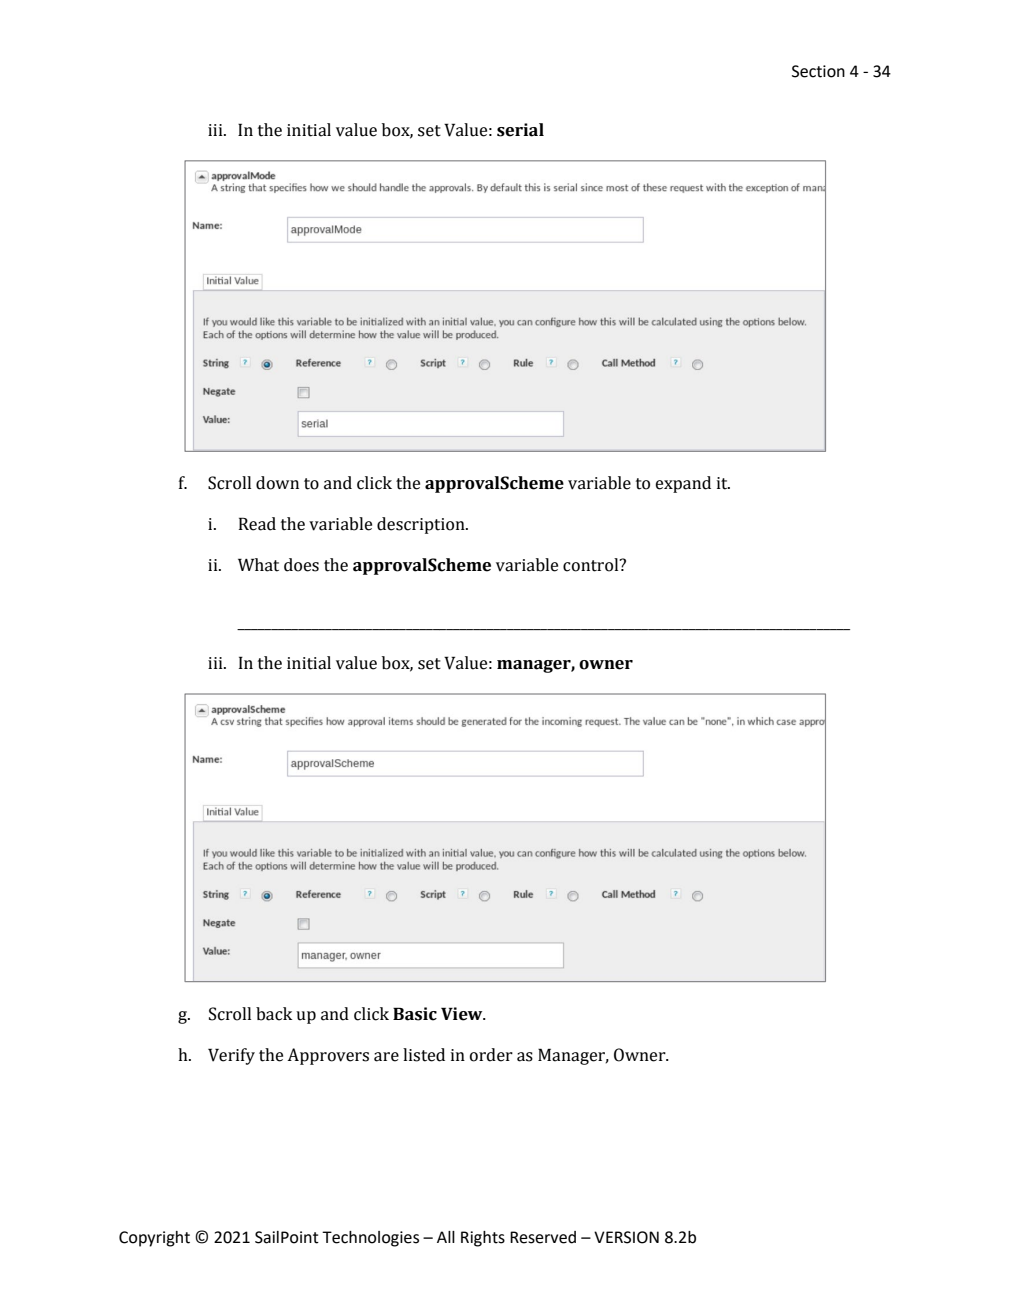 Section 4 - 34
iii. In the initial value box, set Value: serial
approvalMode
A string that specifies how we should handle the approvals. By default this is serial since most of these request with the exception of mana
Name:
approvalMode
Initial Value
If you would like this variable to be initialized with an initial value, you can configure how this will be calculated using the options below.
Each of the options will determine how the value will be produced.
String ? Reference ? Script ? Rule ? Call Method ?
Negate
Value:
serial
f. Scroll down to and click the approvalScheme variable to expand it.
i. Read the variable description.
ii. What does the approvalScheme variable control?
iii. In the initial value box, set Value: manager, owner
approvalScheme
A csv string that specifies how approval items should be generated for the incoming request. The value can be "none", in which case appro
Name:
approvalScheme
Initial Value
If you would like this variable to be initialized with an initial value, you can configure how this will be calculated using the options below.
Each of the options will determine how the value will be produced.
String ? Reference ? Script ? Rule ? Call Method ?
Negate
Value:
manager, owner
g. Scroll back up and click Basic View.
h. Verify the Approvers are listed in order as Manager, Owner.
Copyright © 2021 SailPoint Technologies – All Rights Reserved – VERSION 8.2b